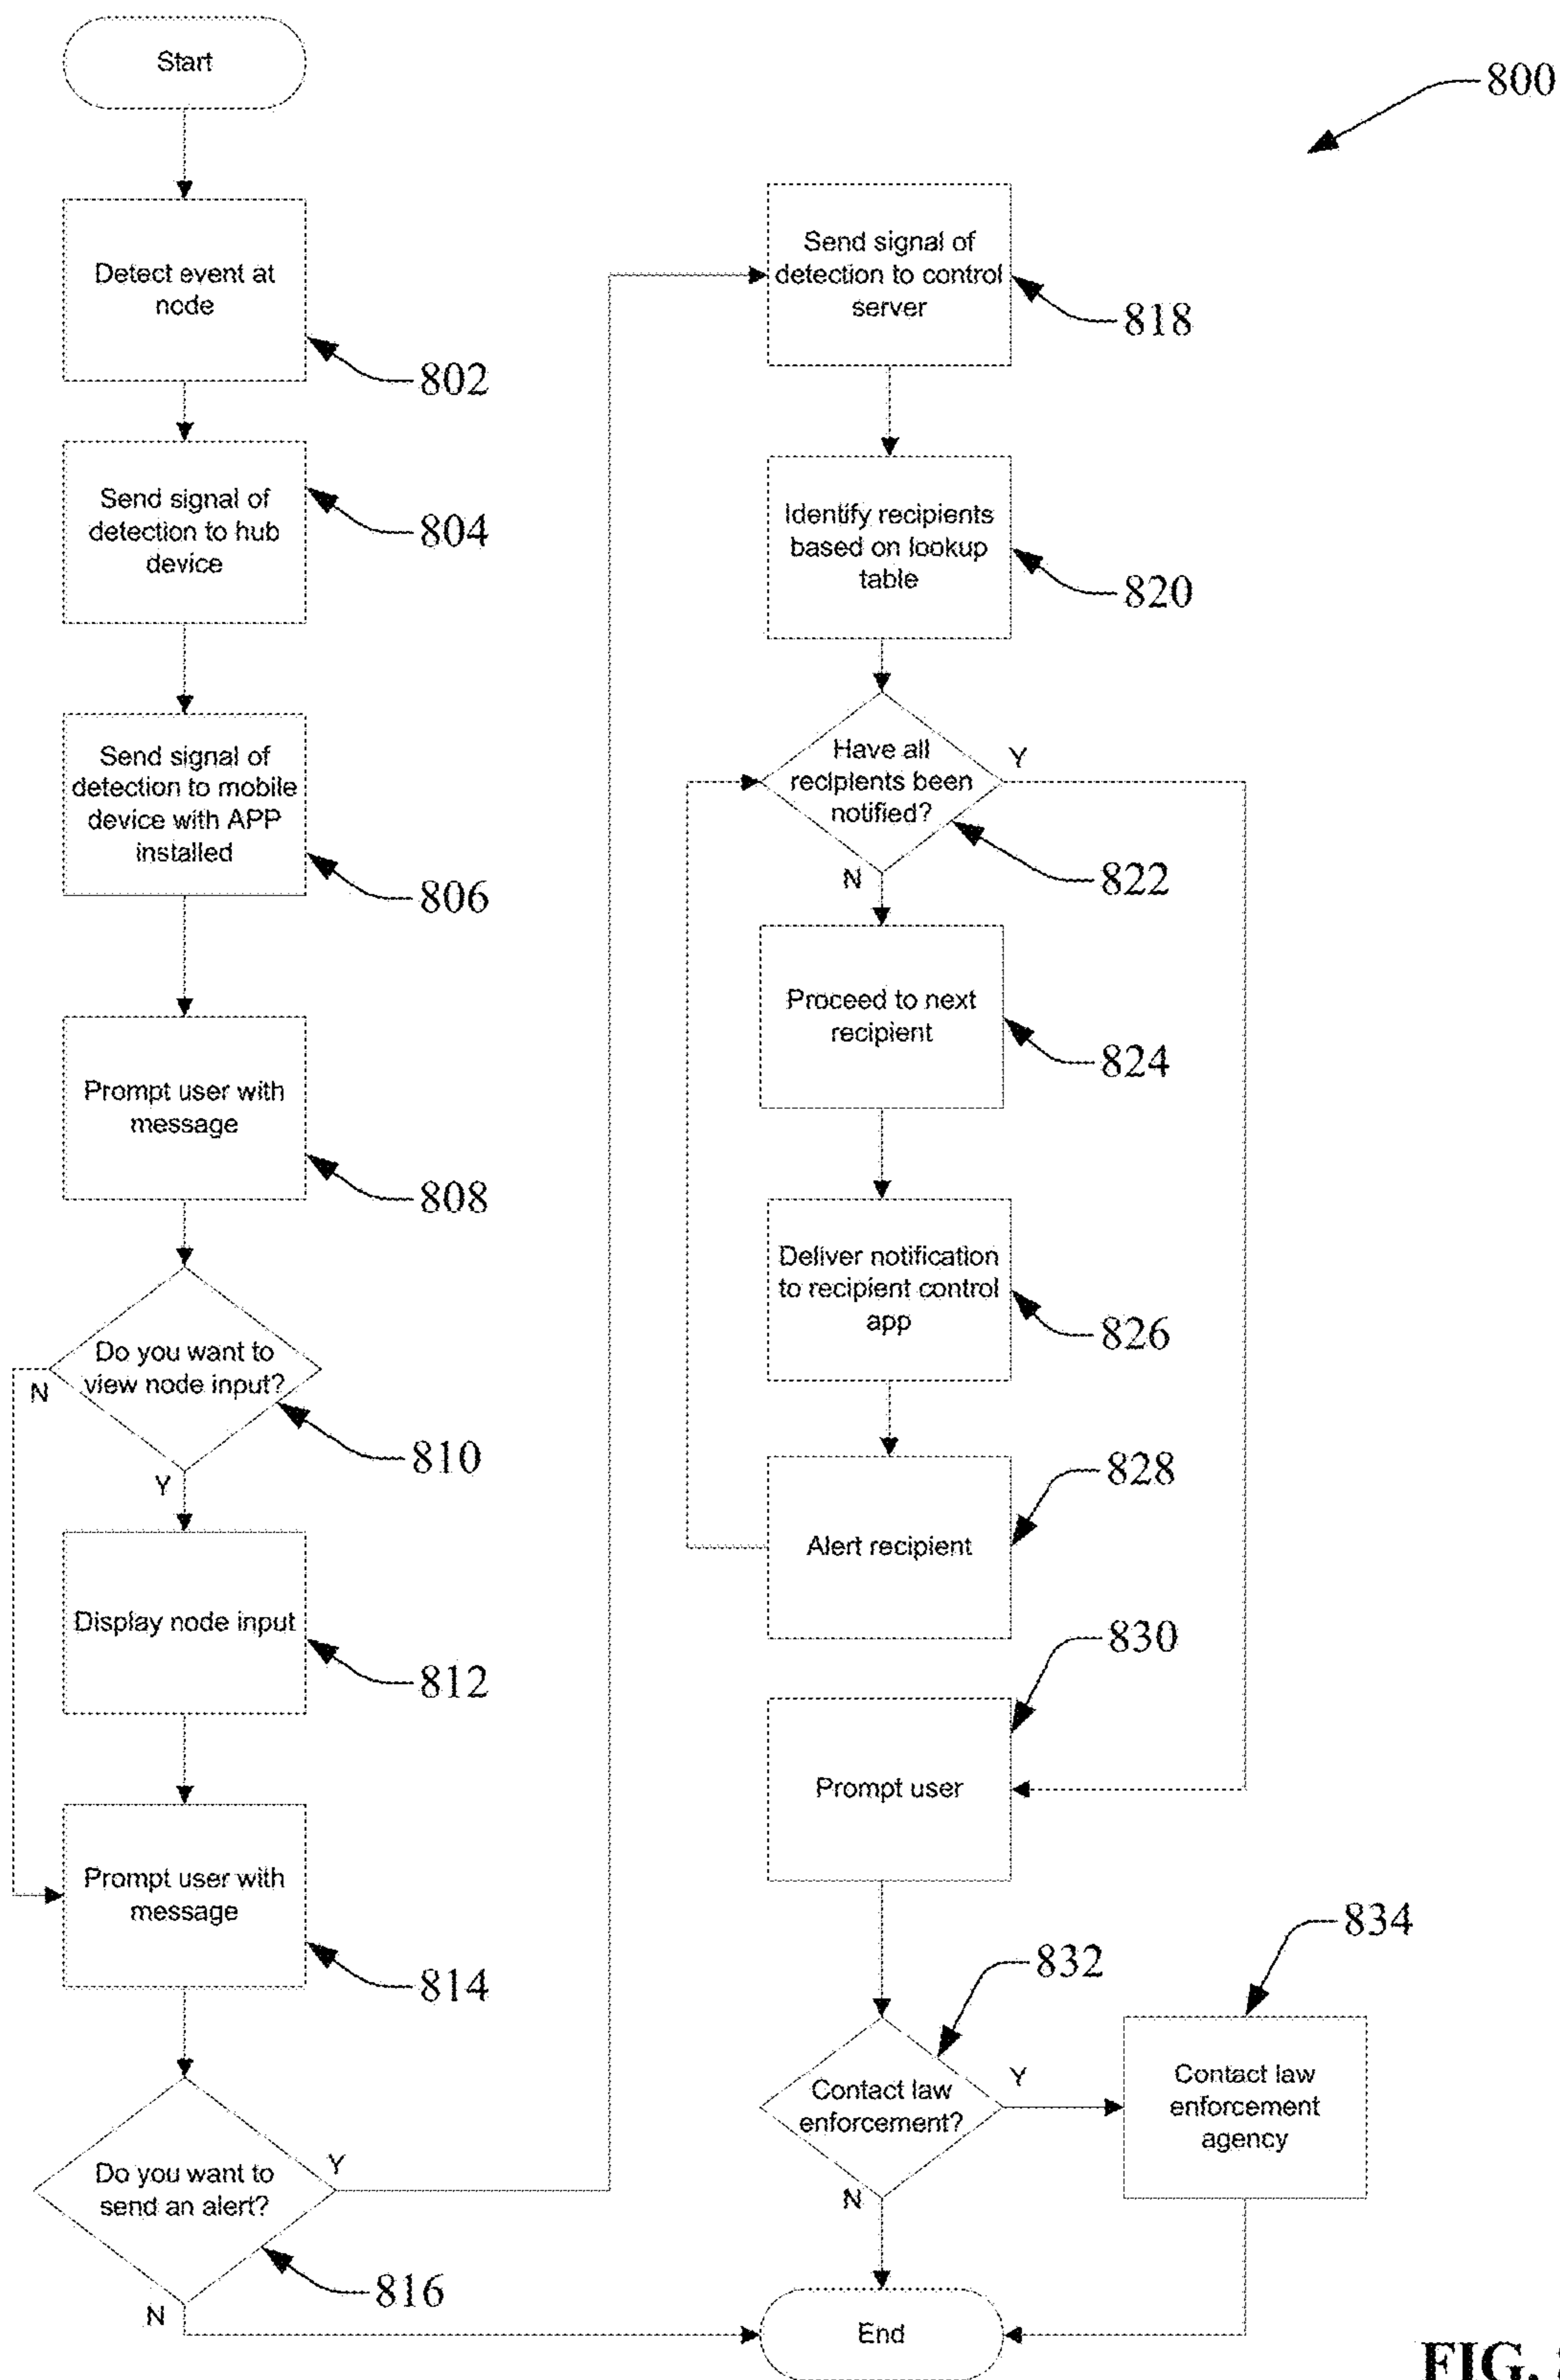 Start
800
Detect event at
node
802
Send signal of
detection to hub
device
804
Send signal of
detection to mobile
device with APP
installed
806
Prompt user with
message
808
Do you want to
view node input?
N
810
Y
Display node input
812
Prompt user with
message
814
Do you want to
send an alert?
Y
816
N
Send signal of
detection to control
server
818
Identify recipients
based on lookup
table
820
Have all
recipients been
notified?
Y
822
N
Proceed to next
recipient
824
Deliver notification
to recipient control
app
826
Alert recipient
828
830
Prompt user
832
Contact law
enforcement?
Y
834
Contact law
enforcement
agency
N
End
FIG.